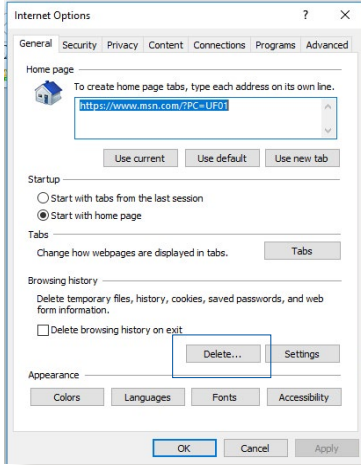 Internet Options
? X
General Security Privacy Content Connections Programs Advanced
Home page
To create home page tabs, type each address on its own line.
https://www.msn.com/?PC=UF01
Use current Use default Use new tab
Startup
Start with tabs from the last session
Start with home page
Tabs
Change how webpages are displayed in tabs. Tabs
Browsing history
Delete temporary files, history, cookies, saved passwords, and web
form information.
Delete browsing history on exit
Delete... Settings
Appearance
Colors Languages Fonts Accessibility
OK Cancel Apply